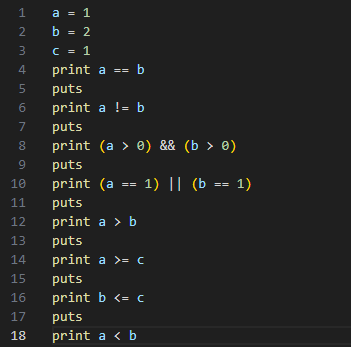 1 a = 1
2 b = 2
3 c = 1
4 print a == b
5 puts
6 print a != b
7 puts
8 print (a > 0) && (b > 0)
9 puts
10 print (a == 1) || (b == 1)
11 puts
12 print a > b
13 puts
14 print a >= c
15 puts
16 print b <= c
17 puts
18 print a < b